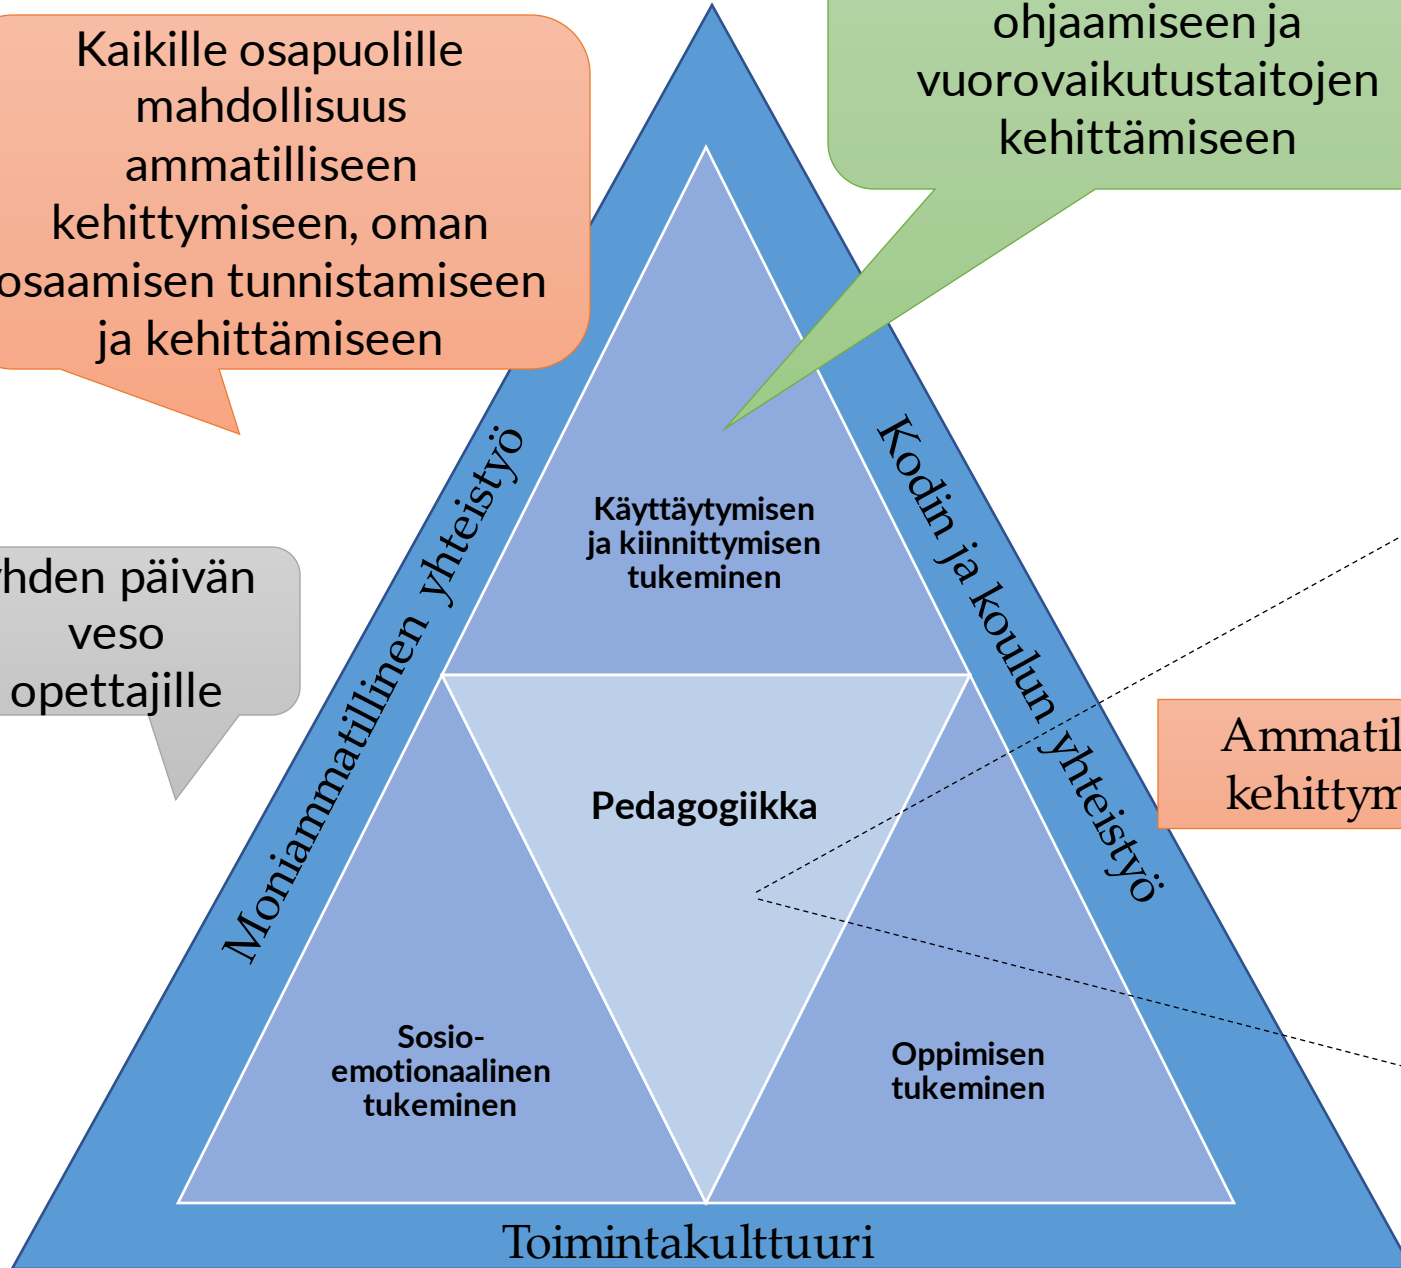 Kaikille osapuolille
mahdollisuus
ammatilliseen
kehittymiseen, oman
osaamisen tunnistamiseen
ja kehittämiseen
ohjaamiseen ja
vuorovaikutustaitojen
kehittämiseen
Moniammatillinen yhteistyö
Kodin ja koulun yhteistyö
Käyttäytymisen
ja kiinnittymisen
tukeminen
päivän
veso
opettajille
Pedagogiikka
Sosio-
emotionaalinen
tukeminen
Oppimisen
tukeminen
Toimintakulttuuri